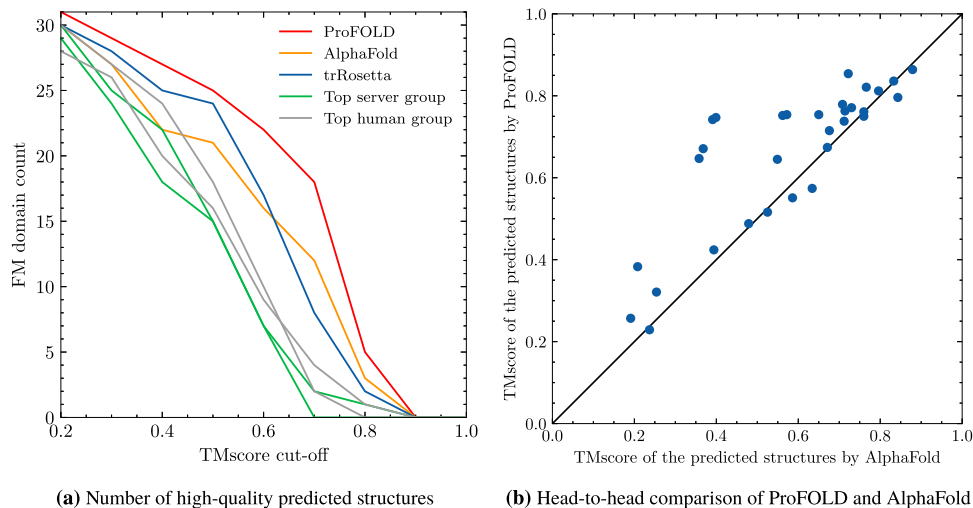 30
25
20
15
10
5
0
FM domain count
0.2
0.4
0.6
0.8
1.0
TMscore cut-off
ProFOLD
AlphaFold
trRosetta
Top server group
Top human group
(a) Number of high-quality predicted structures
1.0
0.8
0.6
0.4
0.2
0.0
TMscore of the predicted structures by ProFOLD
0.0
0.2
0.4
0.6
0.8
1.0
TMscore of the predicted structures by AlphaFold
(b) Head-to-head comparison of ProFOLD and AlphaFold